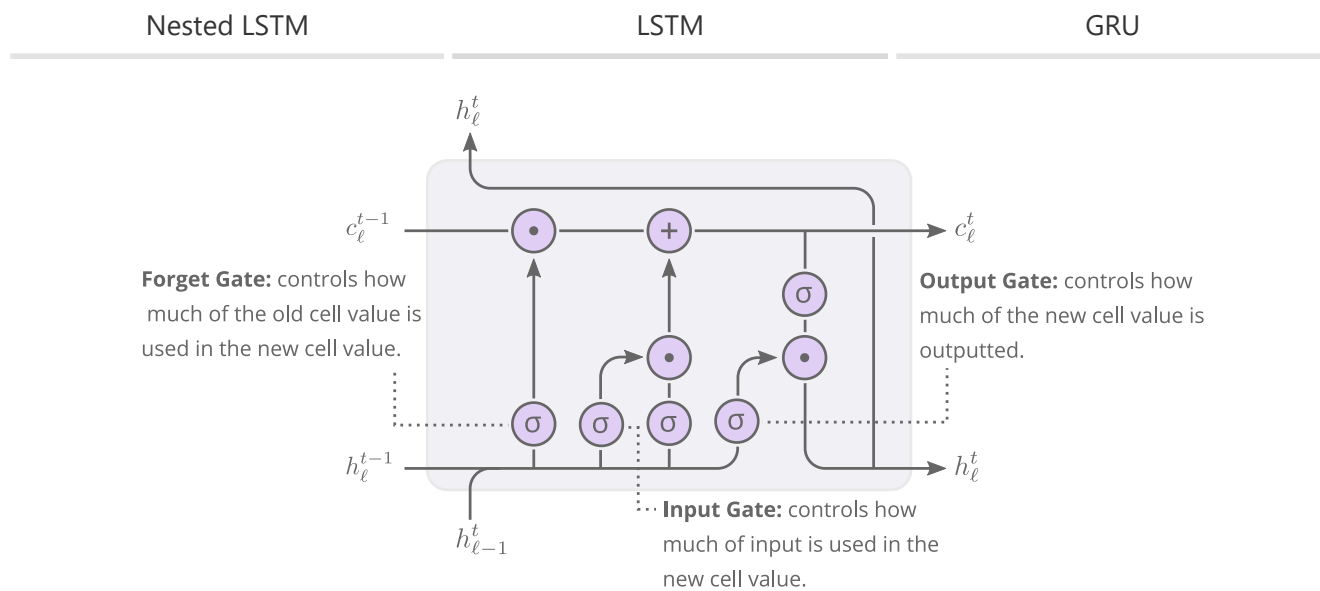 Nested LSTM
LSTM
GRU
h_ℓ^t
c_ℓ^{t−1}
c_ℓ^t
Forget Gate: controls how
much of the old cell value is
used in the new cell value.
Output Gate: controls how
much of the new cell value is
outputted.
+
σ
σ
σ
σ
σ
h_ℓ^{t−1}
h_ℓ^t
h_{ℓ−1}^t
Input Gate: controls how
much of input is used in the
new cell value.